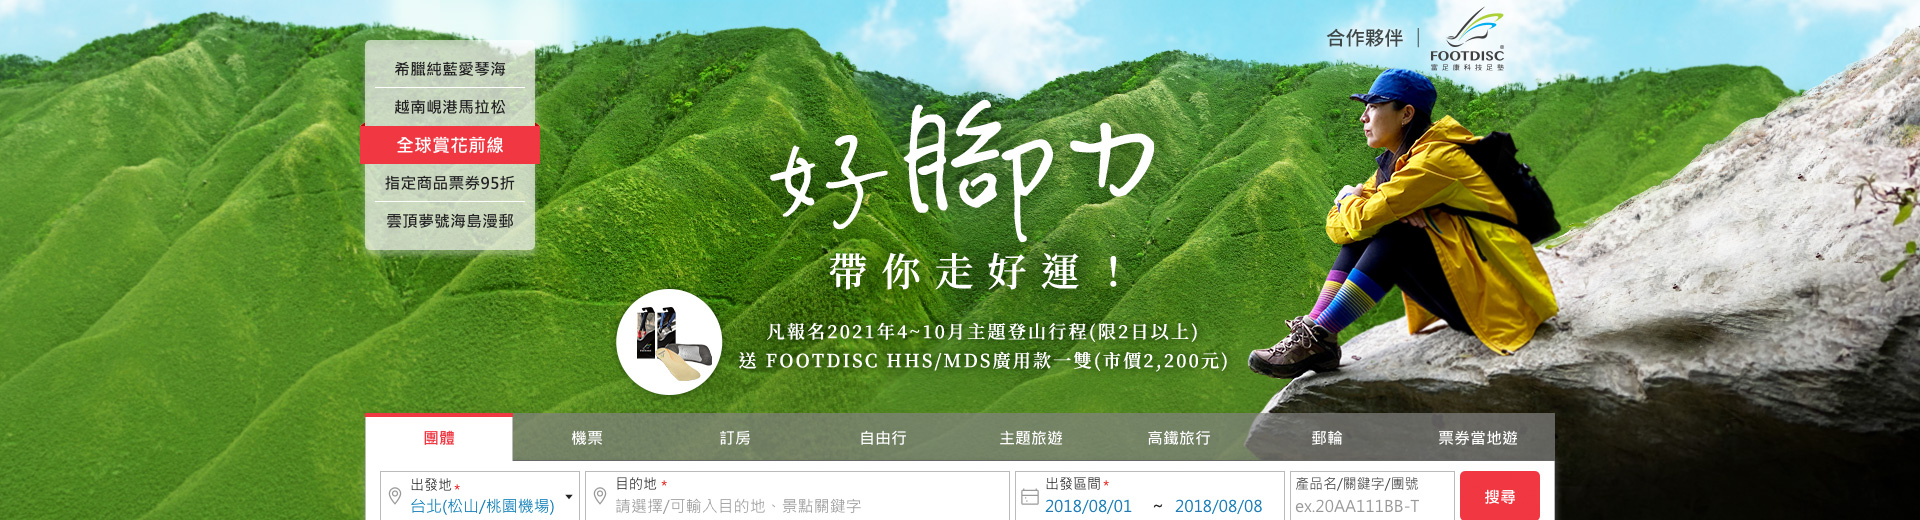 合作夥伴
FOOTDISC
富足康科技足墊
希臘純藍愛琴海
越南峴港馬拉松
全球賞花前線
指定商品票券95折
雲頂夢號海島漫郵
好腳力
帶你走好運！
凡報名2021年4~10月主題登山行程(限2日以上)
送 FOOTDISC HHS/MDS廣用款一雙(市價2,200元)
團體
機票
訂房
自由行
主題旅遊
高鐵旅行
郵輪
票券當地遊
出發地*
台北(松山/桃園機場)
目的地 *
請選擇/可輸入目的地、景點關鍵字
出發區間*
2018/08/01 ~ 2018/08/08
產品名/關鍵字/團號
ex.20AA111BB-T
搜尋